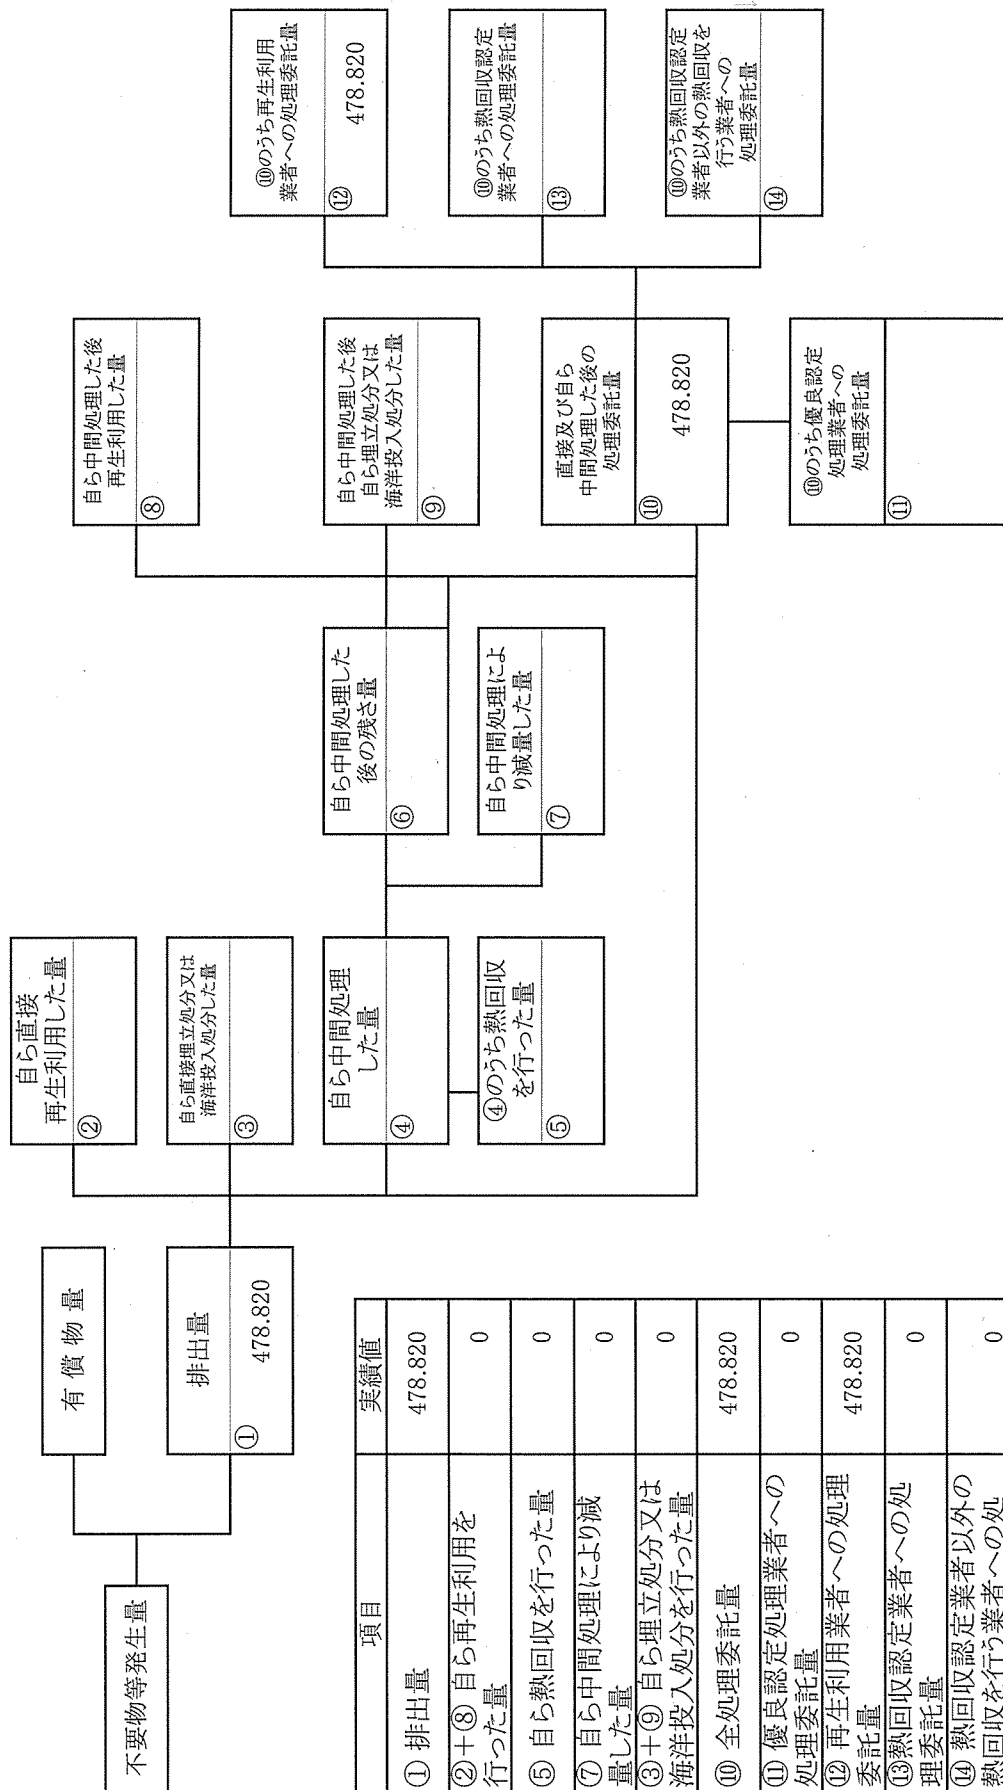 不要物等発生量
有償物量
排出量
①
478.820
自ら直接
再生利用した量
②
自ら直接埋立処分又は
海洋投入処分した量
③
自ら中間処理
した量
④
④のうち熱回収
を行った量
⑤
自ら中間処理した
後の残さ量
⑥
自ら中間処理によ
り減量した量
⑦
自ら中間処理した後
再生利用した量
⑧
自ら中間処理した後
自ら埋立処分又は
海洋投入処分した量
⑨
直接及び自ら
中間処理した後の
処理委託量
⑩
478.820
⑩のうち優良認定
処理業者への
処理委託量
⑪
⑩のうち再生利用
業者への処理委託量
⑫
478.820
⑩のうち熱回収認定
業者への処理委託量
⑬
⑩のうち熱回収認定
業者以外の熱回収を
行う業者への
処理委託量
⑭
項目 実績値
①排出量 478.820
②+⑧ 自ら再生利用を
行った量 0
⑤ 自ら熱回収を行った量 0
⑦ 自ら中間処理により減
量した量 0
③+⑨ 自ら埋立処分又は
海洋投入処分を行った量 0
⑩ 全処理委託量 478.820
⑪ 優良認定処理業者への
処理委託量 0
⑫ 再生利用業者への処理
委託量 478.820
⑬熱回収認定業者への処
理委託量 0
⑭ 熱回収認定業者以外の
熱回収を行う業者への処 0